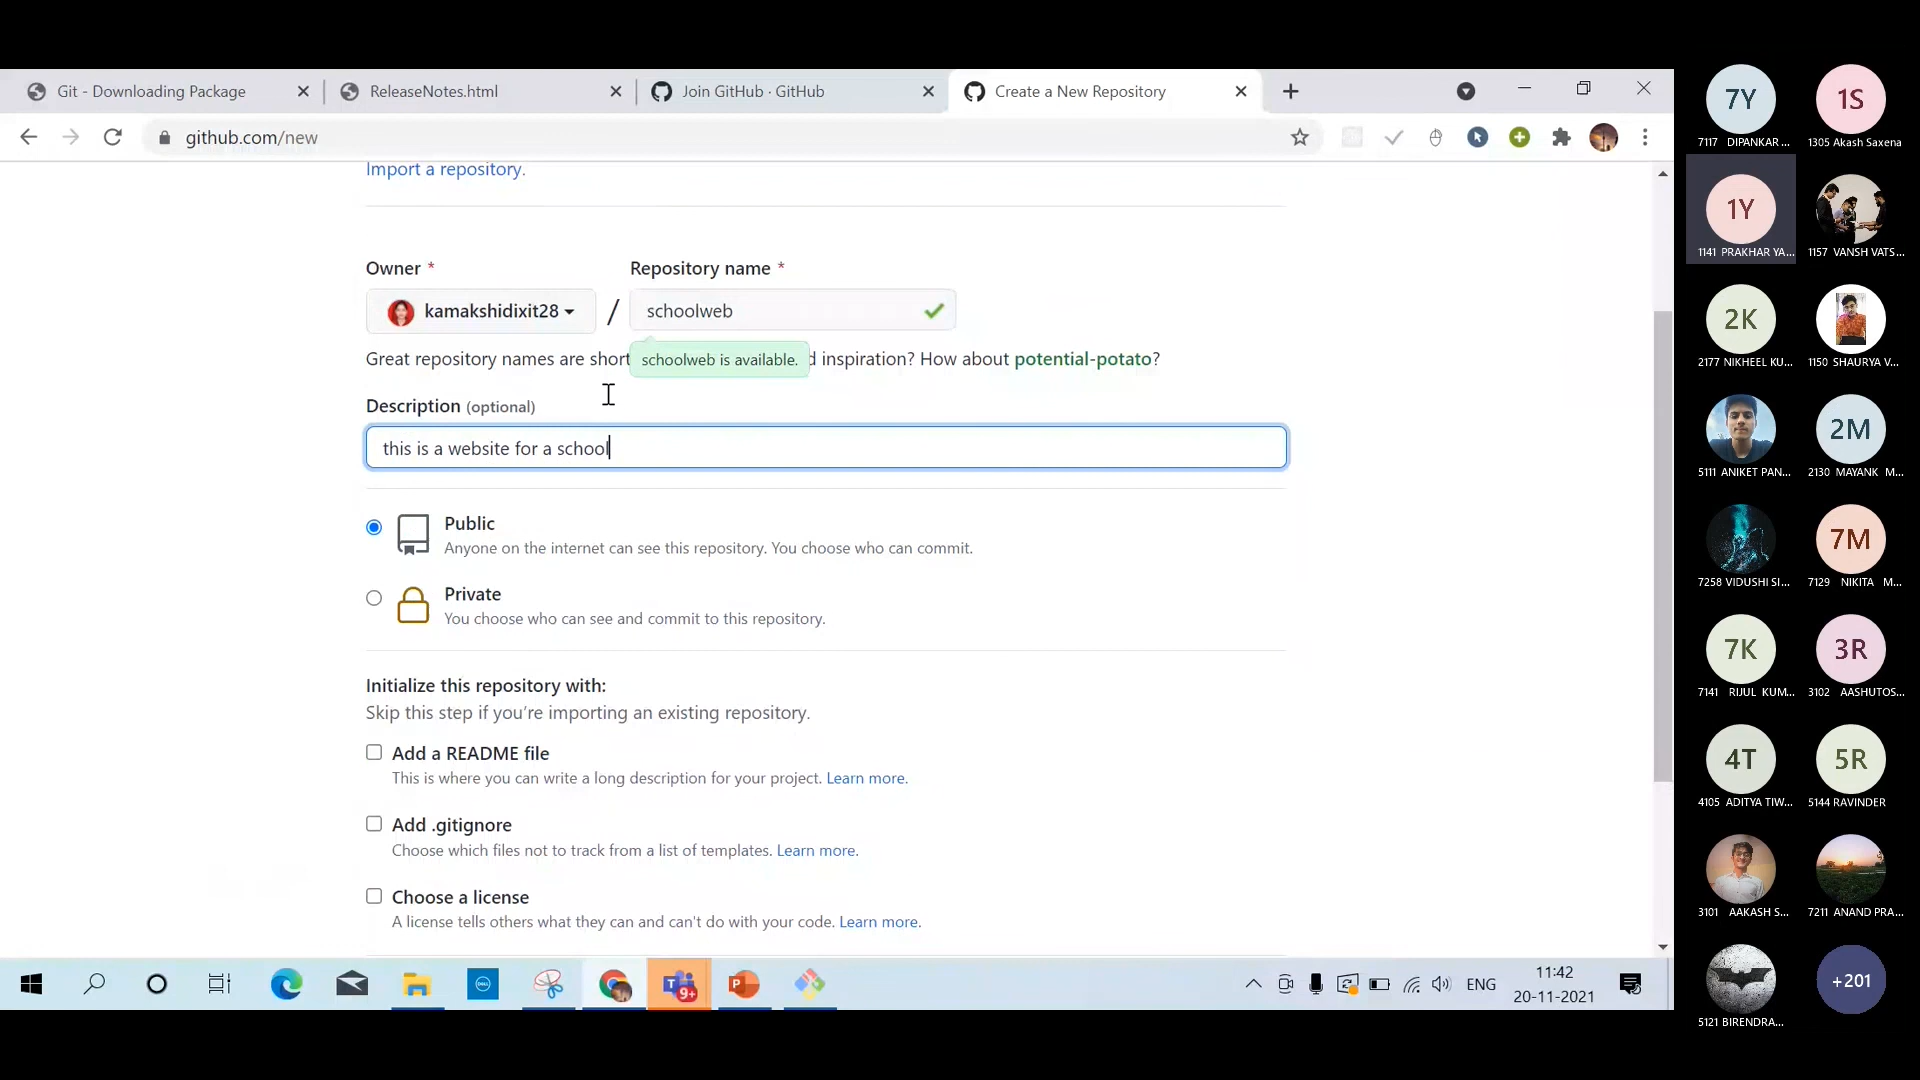 Git - Downloading Package
ReleaseNotes.html
Join GitHub · GitHub
Create a New Repository
github.com/new
Import a repository.
Owner *
Repository name *
kamakshidixit28
/
schoolweb
Great repository names are short
schoolweb is available.
d inspiration? How about potential-potato?
Description (optional)
this is a website for a school
Public
Anyone on the internet can see this repository. You choose who can commit.
Private
You choose who can see and commit to this repository.
Initialize this repository with:
Skip this step if you're importing an existing repository.
Add a README file
This is where you can write a long description for your project. Learn more.
Add .gitignore
Choose which files not to track from a list of templates. Learn more.
Choose a license
A license tells others what they can and can't do with your code. Learn more.
DELL
T
9+
P
ENG
11:42
20-11-2021
7Y
7117 DIPANKAR ...
1S
1305 Akash Saxena
1Y
1141 PRAKHAR YA...
1157 VANSH VATS...
2K
2177 NIKHEEL KU...
1150 SHAURYA V...
5111 ANIKET PAN...
2M
2130 MAYANK M...
7258 VIDUSHI SI...
7M
7129 NIKITA M...
7K
7141 RIJUL KUM...
3R
3102 AASHUTOS...
4T
4105 ADITYA TIW...
5R
5144 RAVINDER
3101 AAKASH S...
7211 ANAND PRA...
5121 BIRENDRA...
+201